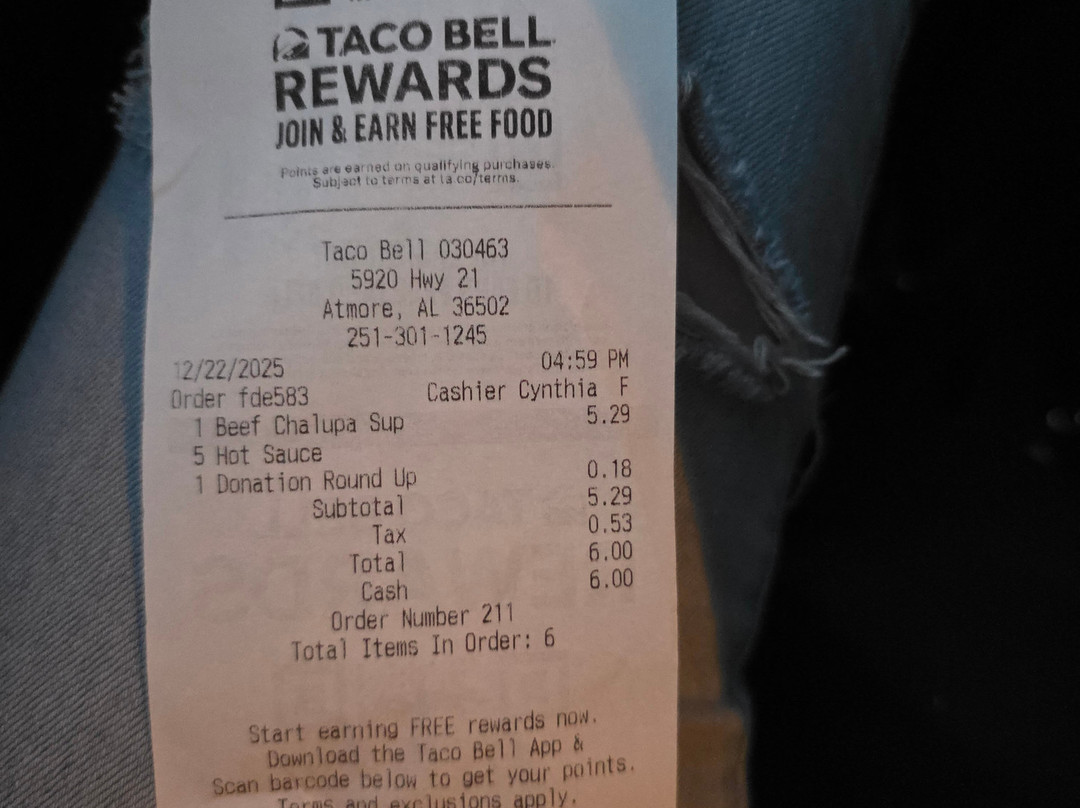 TACO BELL
REWARDS
JOIN & EARN FREE FOOD
Points are earned on qualifying purchases.
Subject to terms at ta.co/terms.
Taco Bell 030463
5920 Hwy 21
Atmore, AL 36502
251-301-1245
12/22/2025 04:59 PM
Order fde583 Cashier Cynthia F
1 Beef Chalupa Sup 5.29
5 Hot Sauce
1 Donation Round Up 0.18
Subtotal 5.29
Tax 0.53
Total 6.00
Cash 6.00
Order Number 211
Total Items In Order: 6
Start earning FREE rewards now.
Download the Taco Bell App &
Scan barcode below to get your points.
Terms and exclusions apply.